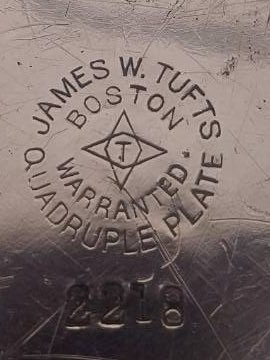 JAMES W. TUFTS
BOSTON
T
WARRANTED
QUADRUPLE PLATE
2218